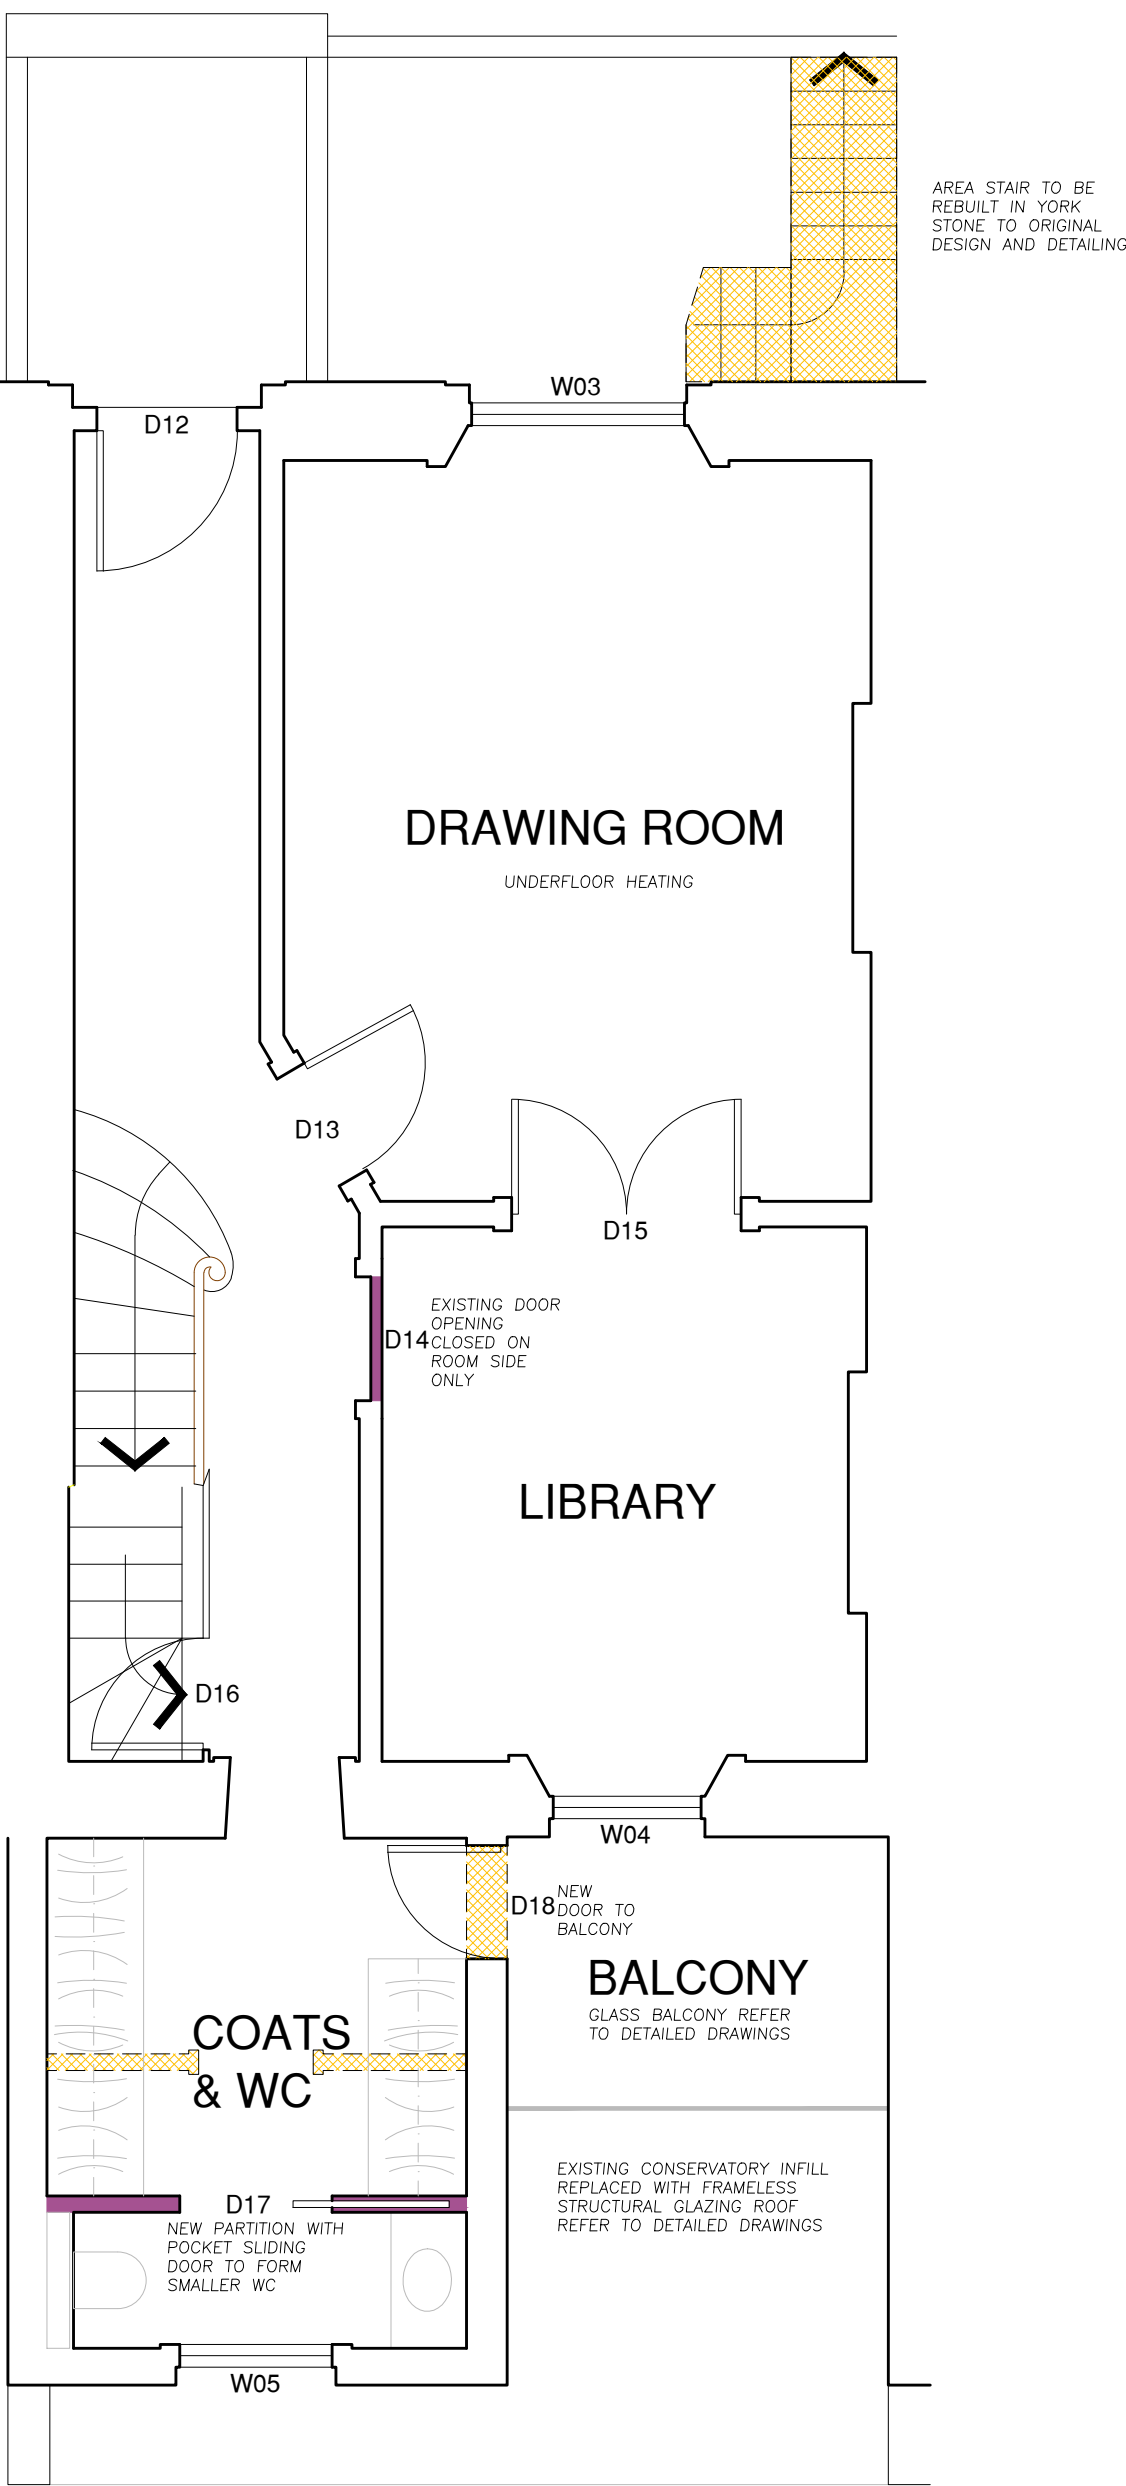 AREA STAIR TO BE
REBUILT IN YORK
STONE TO ORIGINAL
DESIGN AND DETAILING
W03
D12
DRAWING ROOM
UNDERFLOOR HEATING
D13
D15
D14
EXISTING DOOR
OPENING
CLOSED ON
ROOM SIDE
ONLY
LIBRARY
D16
W04
D18
NEW
DOOR TO
BALCONY
BALCONY
GLASS BALCONY REFER
TO DETAILED DRAWINGS
COATS
& WC
EXISTING CONSERVATORY INFILL
REPLACED WITH FRAMELESS
STRUCTURAL GLAZING ROOF
REFER TO DETAILED DRAWINGS
D17
NEW PARTITION WITH
POCKET SLIDING
DOOR TO FORM
SMALLER WC
W05